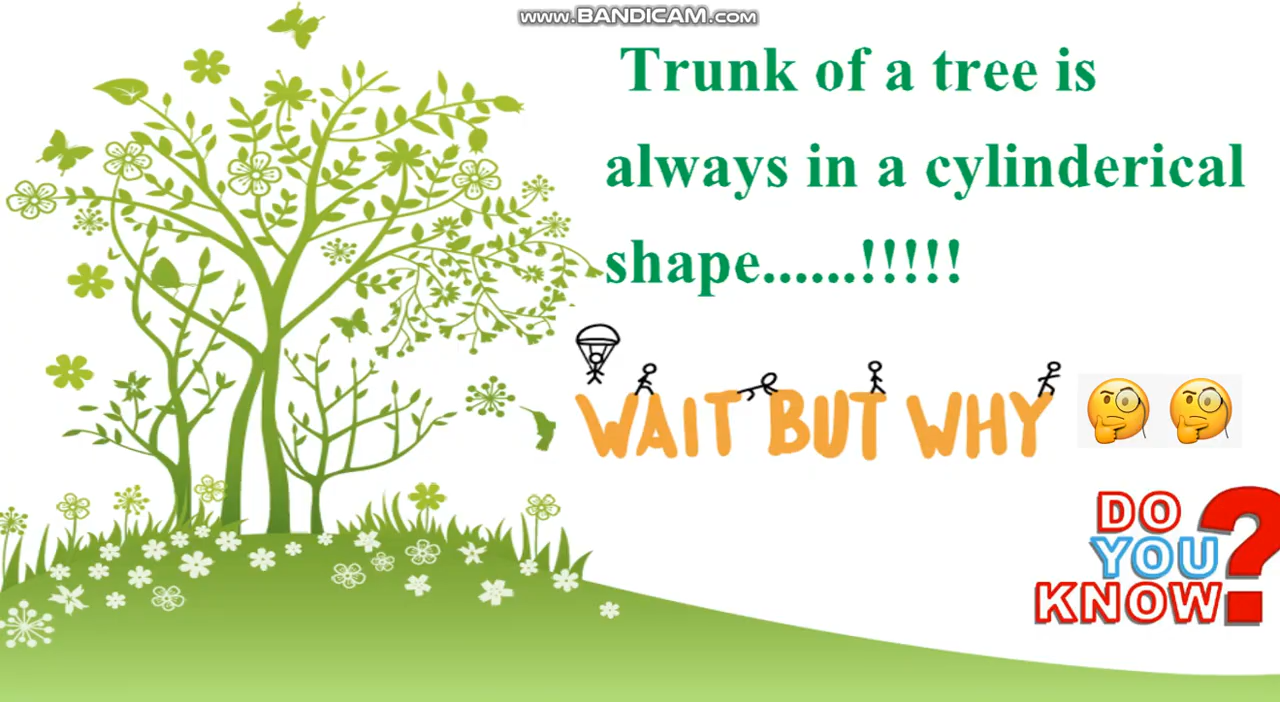 www.BANDICAM.com
Trunk of a tree is
always in a cylinderical
shape......!!!!!
WAIT BUT WHY
DO
YOU
KNOW?